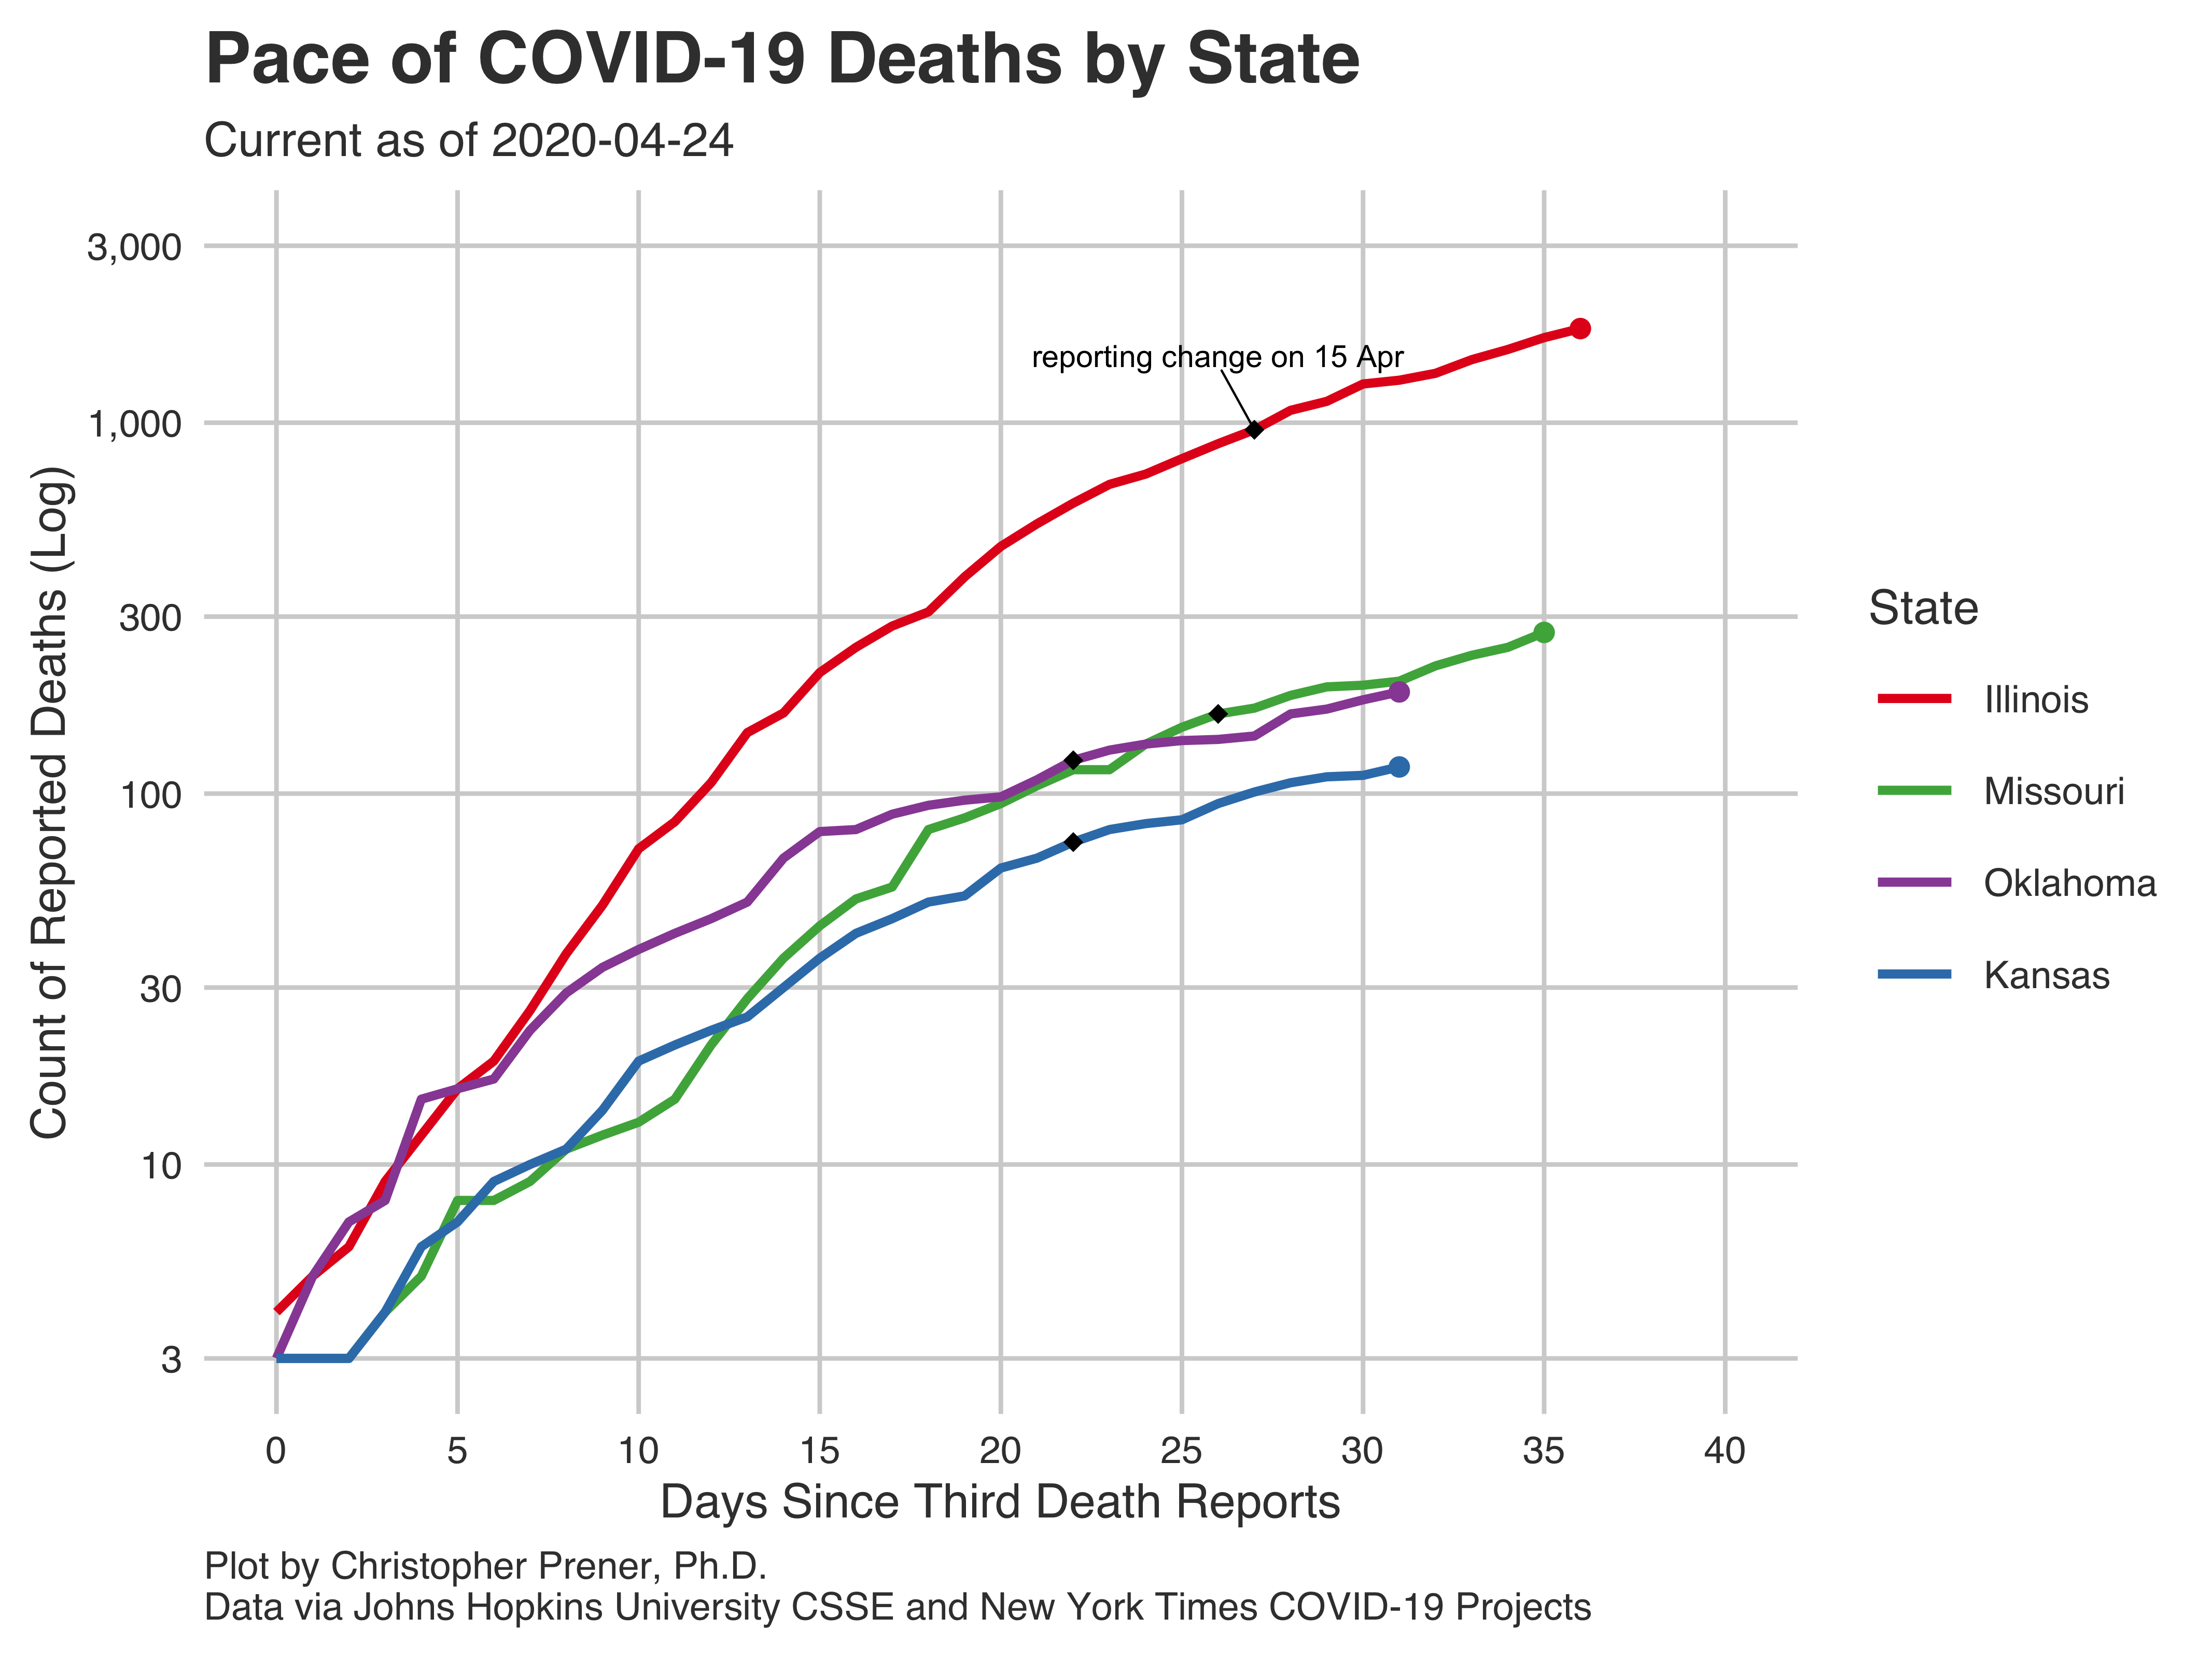 Pace of COVID-19 Deaths by State
Current as of 2020-04-24
3,000
1,000
300
100
30
10
3
Count of Reported Deaths (Log)
reporting change on 15 Apr
0 5 10 15 20 25 30 35 40
Days Since Third Death Reports
State
Illinois
Missouri
Oklahoma
Kansas
Plot by Christopher Prener, Ph.D.
Data via Johns Hopkins University CSSE and New York Times COVID-19 Projects